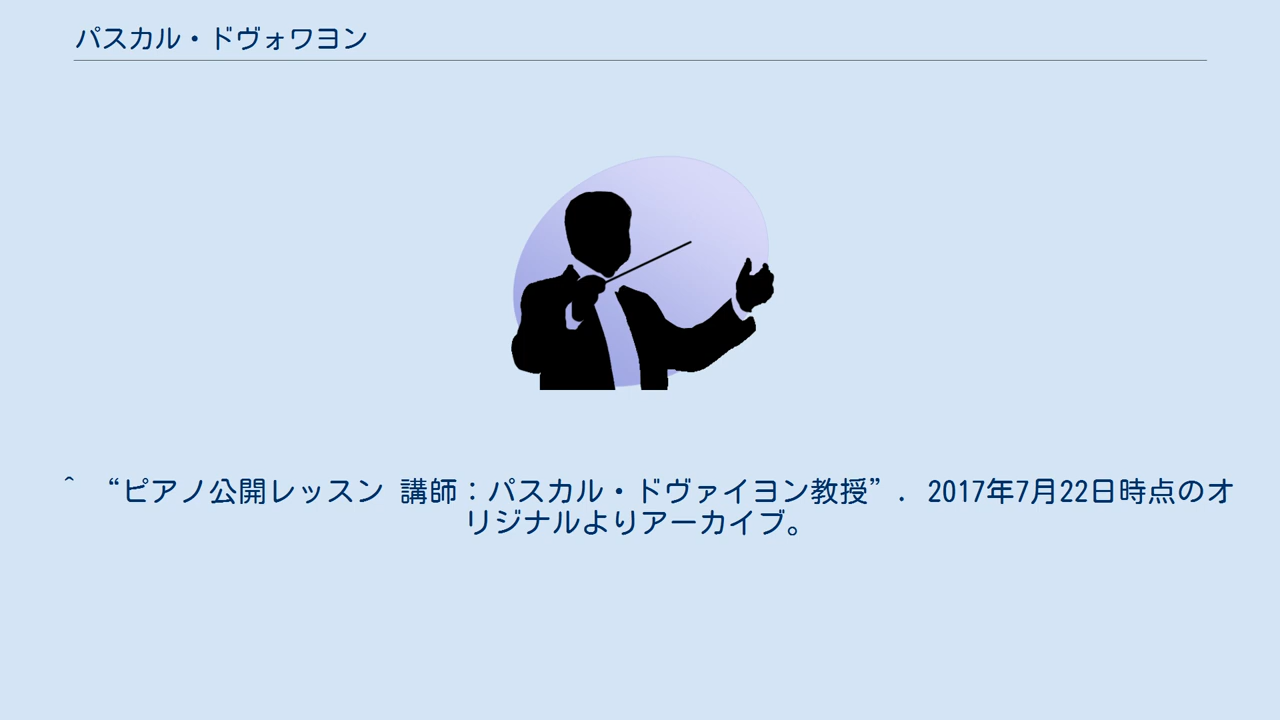 パスカル・ドヴォワヨン
^ “ピアノ公開レッスン 講師：パスカル・ドヴァイヨン教授”. 2017年7月22日時点のオ
リジナルよりアーカイブ。